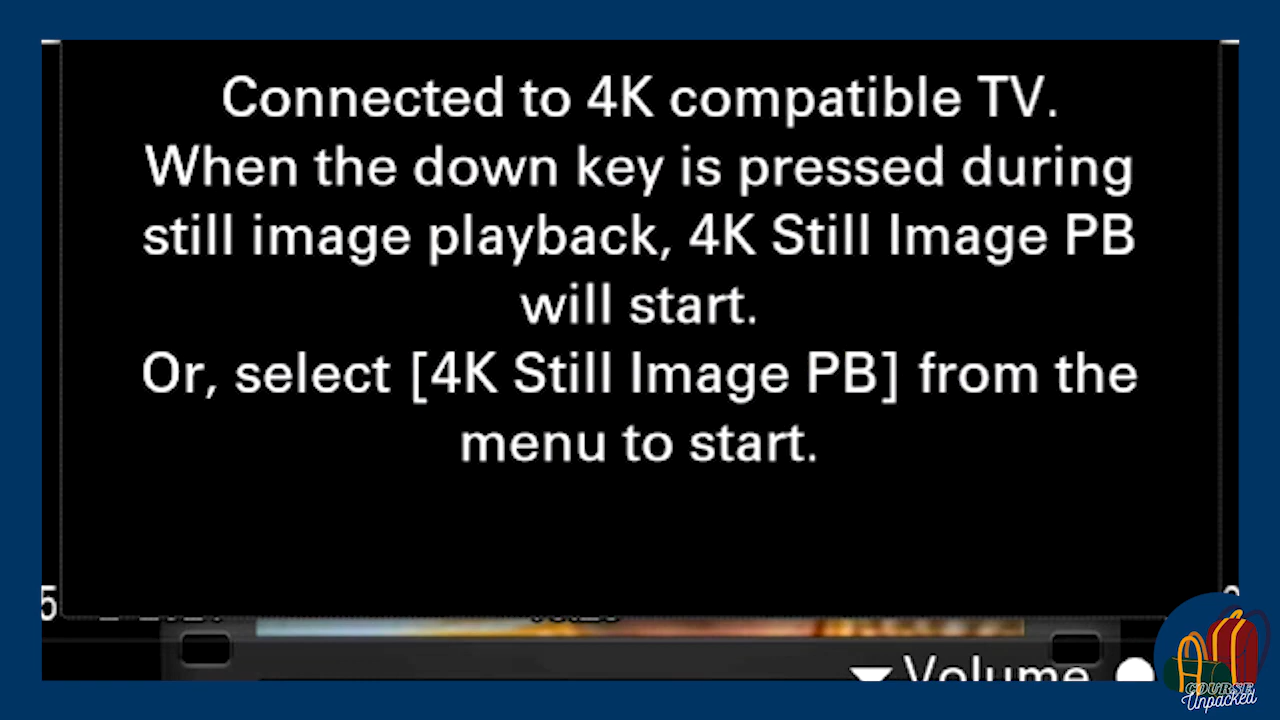 Connected to 4K compatible TV.
When the down key is pressed during
still image playback, 4K Still Image PB
will start.
Or, select [4K Still Image PB] from the
menu to start.
5
Volume
COURSE
Unpacked